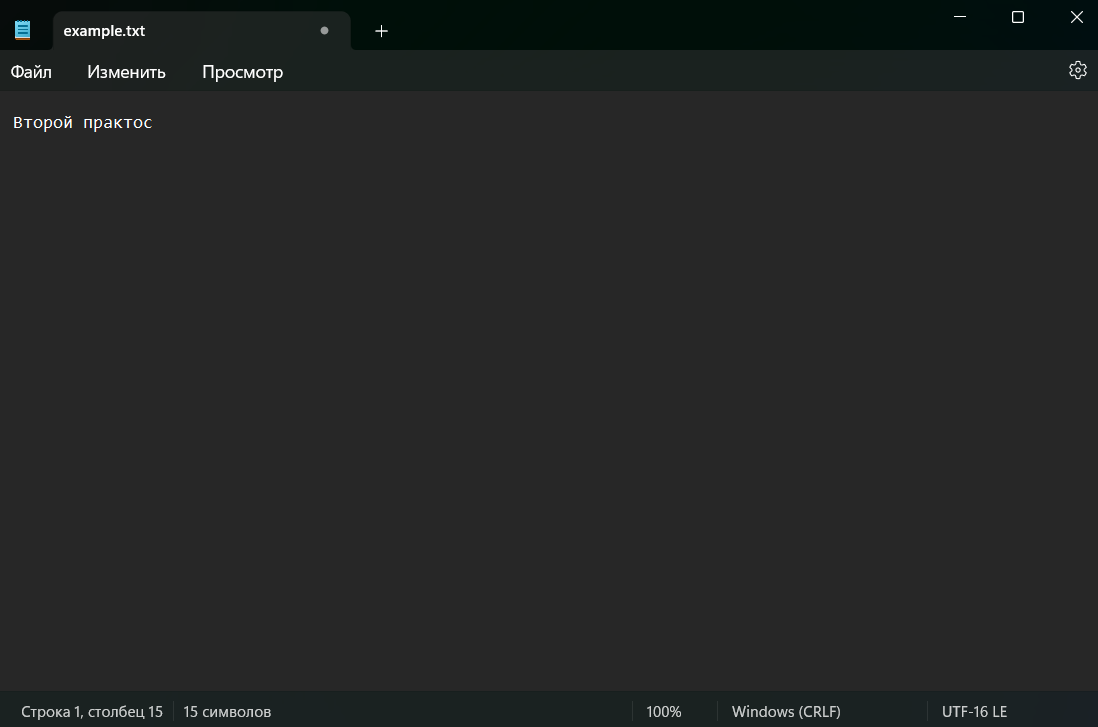 example.txt
Файл Изменить Просмотр
Второй практос
Строка 1, столбец 15 15 символов 100% Windows (CRLF) UTF-16 LE